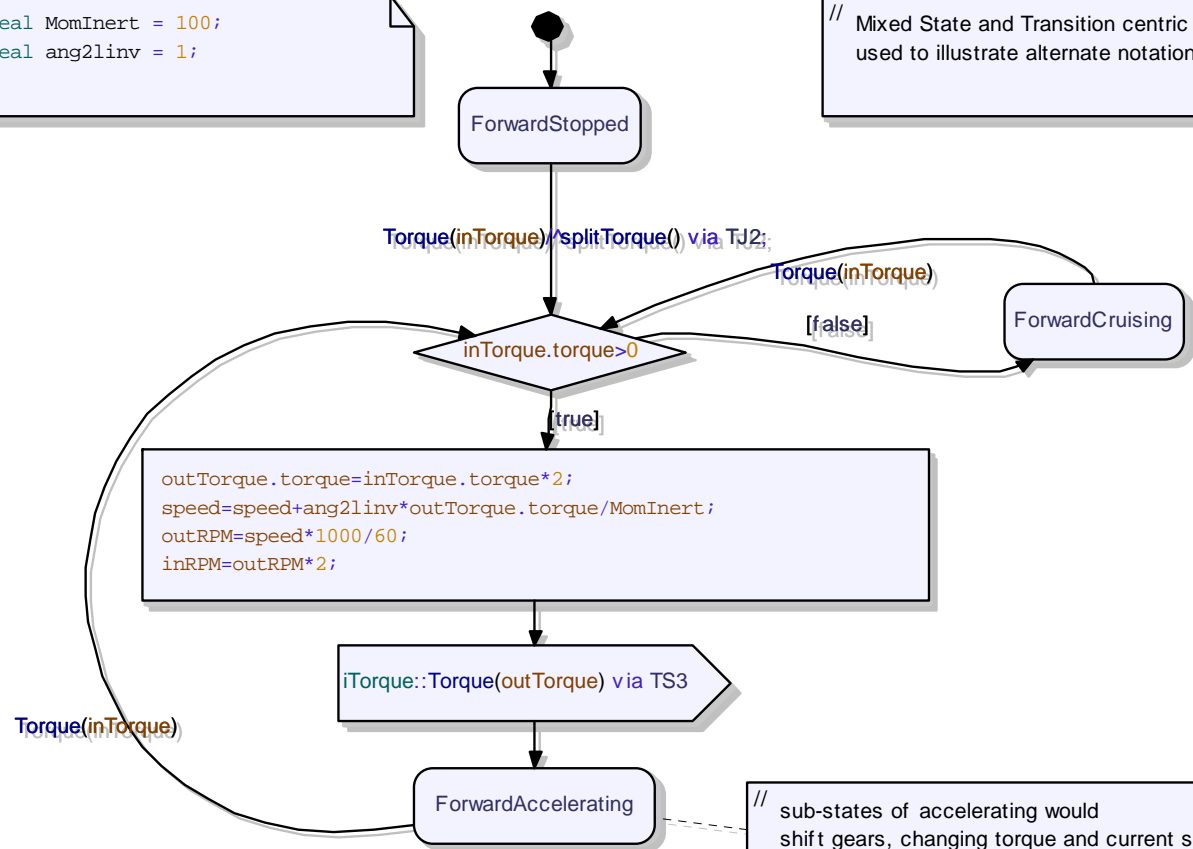 eal MomInert = 100;
eal ang2linv = 1;
// Mixed State and Transition centric
used to illustrate alternate notation
ForwardStopped
Torque(inTorque)/^splitTorque() via TJ2;
Torque(inTorque)
[false]
ForwardCruising
inTorque.torque>0
[true]
outTorque.torque=inTorque.torque*2;
speed=speed+ang2linv*outTorque.torque/MomInert;
outRPM=speed*1000/60;
inRPM=outRPM*2;
iTorque::Torque(outTorque) via TS3
Torque(inTorque)
ForwardAccelerating
// sub-states of accelerating would
shift gears, changing torque and current s